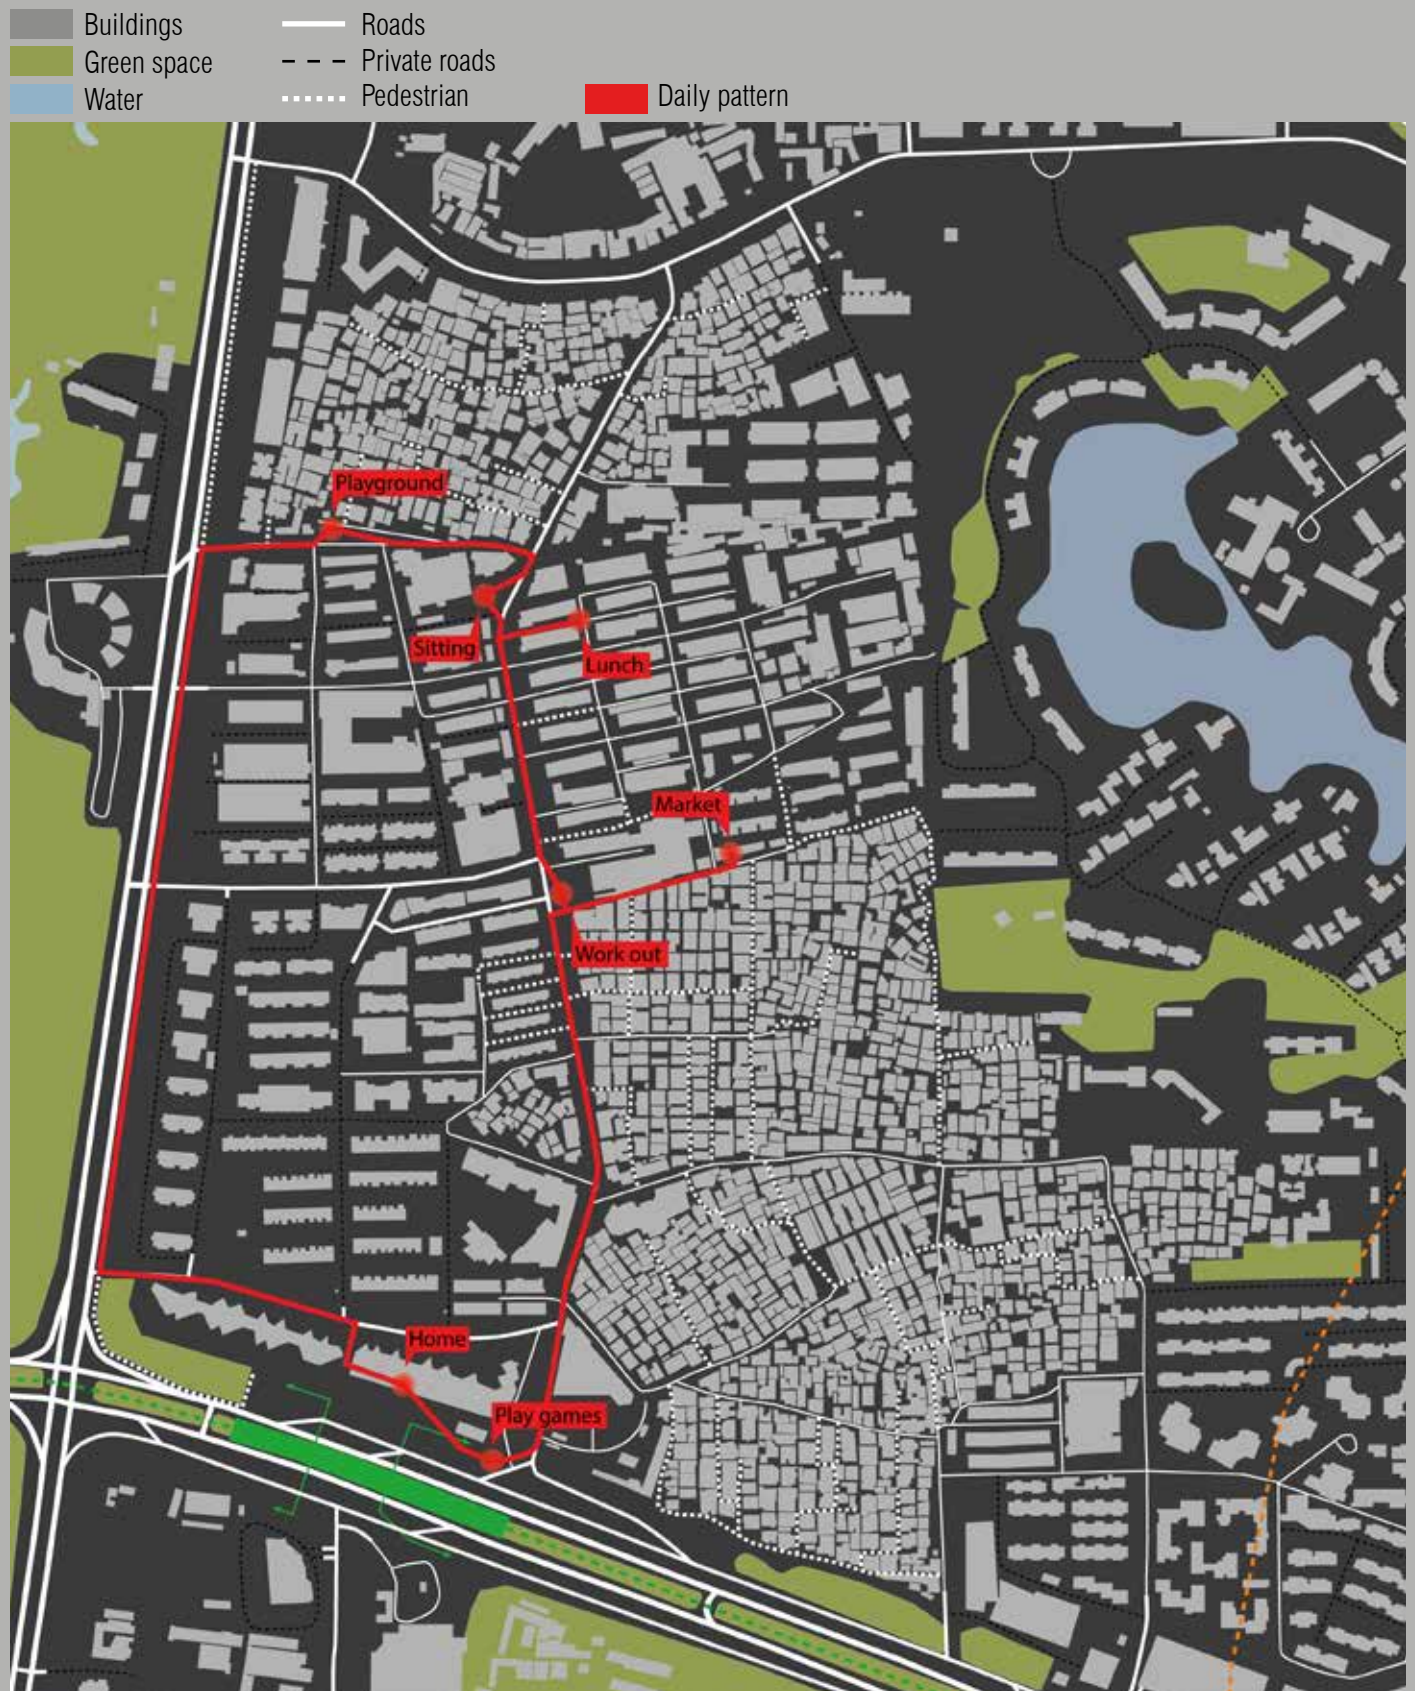 Buildings
Roads
Green space
Private roads
Water
Pedestrian
Daily pattern
Playground
Sitting
Lunch
Market
Work out
Home
Play games